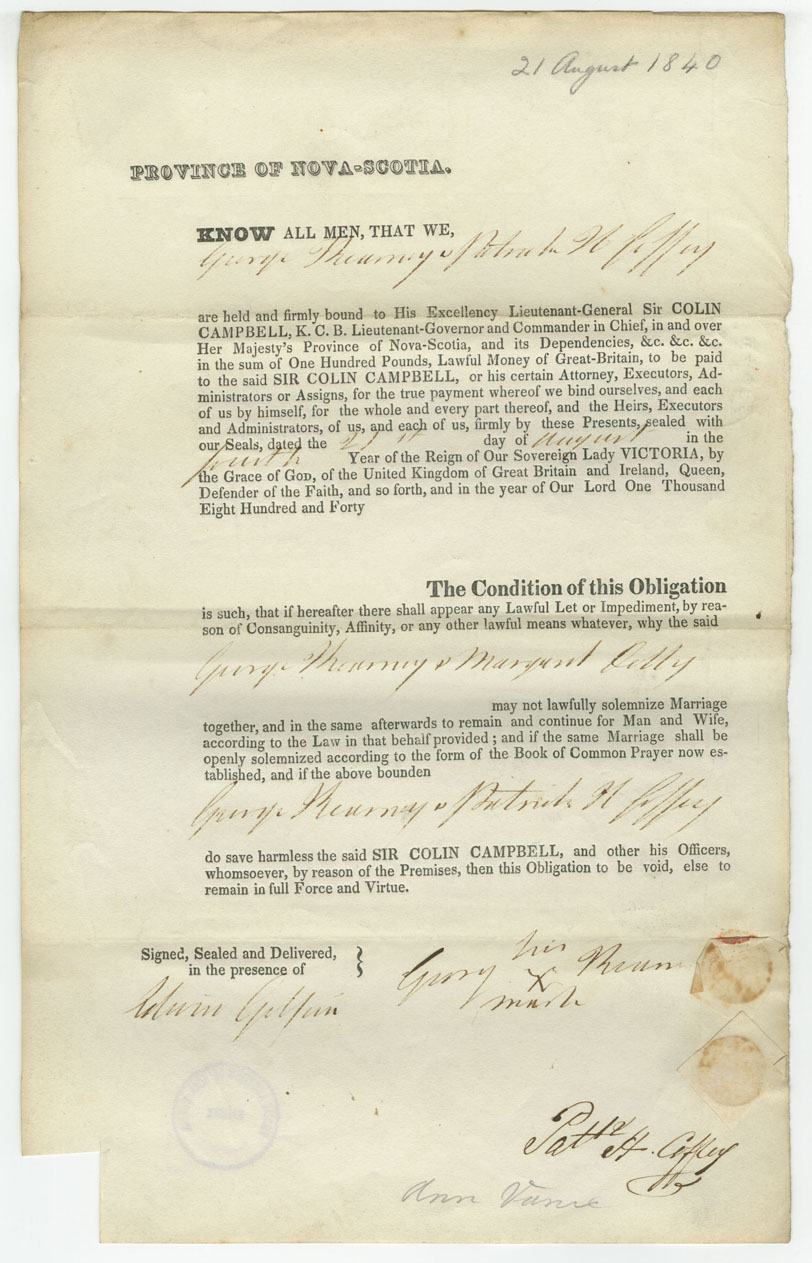 21 August 1840
PROVINCE OF NOVA-SCOTIA.
KNOW ALL MEN, THAT WE,
George Kearney & Patrick H Coffey
are held and firmly bound to His Excellency Lieutenant-General Sir COLIN
CAMPBELL, K. C. B. Lieutenant-Governor and Commander in Chief, in and over
Her Majesty's Province of Nova-Scotia, and its Dependencies, &c. &c. &c.
in the sum of One Hundred Pounds, Lawful Money of Great-Britain, to be paid
to the said SIR COLIN CAMPBELL, or his certain Attorney, Executors, Ad-
ministrators or Assigns, for the true payment whereof we bind ourselves, and each
of us by himself, for the whole and every part thereof, and the Heirs, Executors
and Administrators, of us, and each of us, firmly by these Presents, sealed with
our Seals, dated the 21st day of August in the
fourth Year of the Reign of Our Sovereign Lady VICTORIA, by
the Grace of GOD, of the United Kingdom of Great Britain and Ireland, Queen,
Defender of the Faith, and so forth, and in the year of Our Lord One Thousand
Eight Hundred and Forty
The Condition of this Obligation
is such, that if hereafter there shall appear any Lawful Let or Impediment, by rea-
son of Consanguinity, Affinity, or any other lawful means whatever, why the said
George Kearney & Margaret
may not lawfully solemnize Marriage
together, and in the same afterwards to remain and continue for Man and Wife,
according to the Law in that behalf provided ; and if the same Marriage shall be
openly solemnized according to the form of the Book of Common Prayer now es-
tablished, and if the above bounden
George Kearney & Patrick H Coffey
do save harmless the said SIR COLIN CAMPBELL, and other his Officers,
whomsoever, by reason of the Premises, then this Obligation to be void, else to
remain in full Force and Virtue.
Signed, Sealed and Delivered,
in the presence of
his
George X Kearn
mark
Patk H. Coffey
Ann